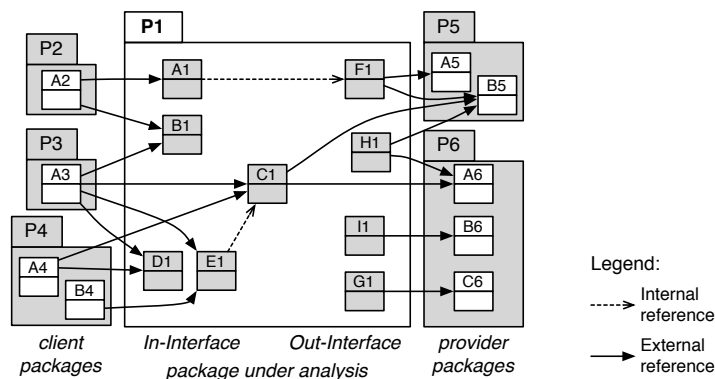 P1
P2
P5
A2
A1
F1
A5
B5
B1
P3
H1
P6
A3
C1
A6
P4
I1
B6
A4
D1
E1
B4
G1
C6
Legend:
Internal
reference
External
reference
client
packages
In-Interface
Out-Interface
package under analysis
provider
packages